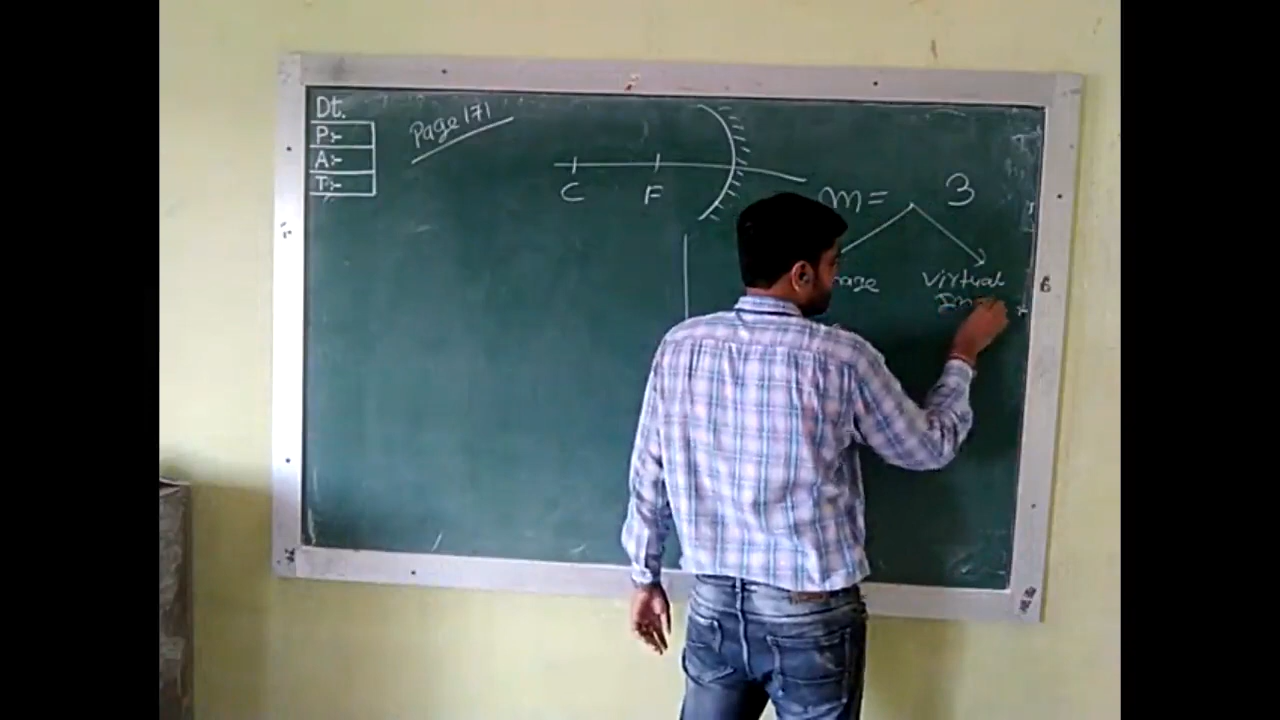 Dt.
P:-
A:-
T:-
Page 171
C F
m= 3
Virtual